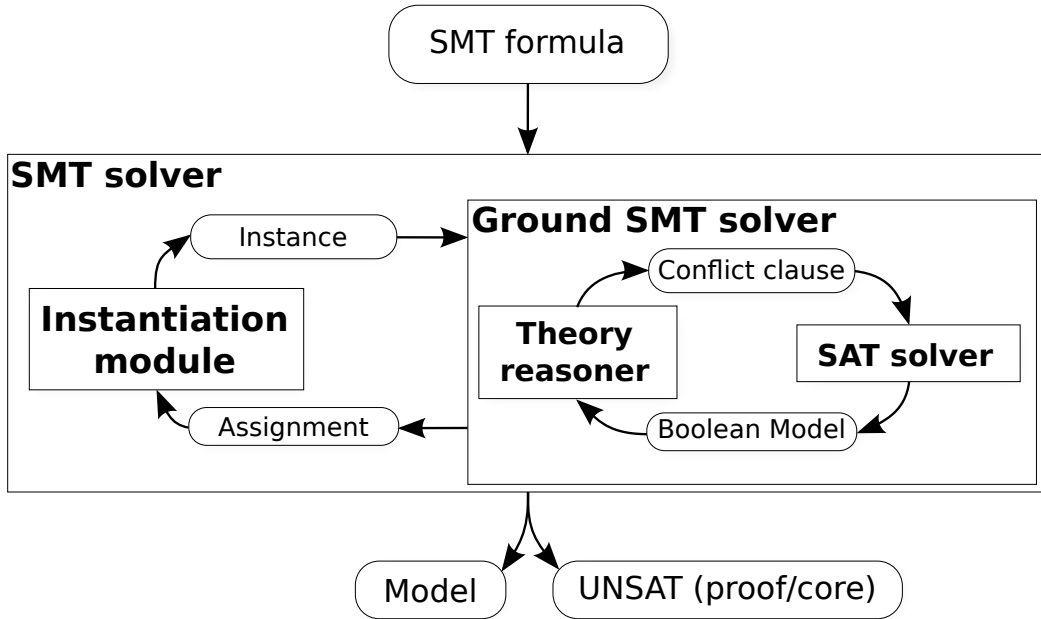 SMT formula
SMT solver
Ground SMT solver
Instance
Conflict clause
Instantiation
module
Theory
reasoner
SAT solver
Assignment
Boolean Model
Model
UNSAT (proof/core)